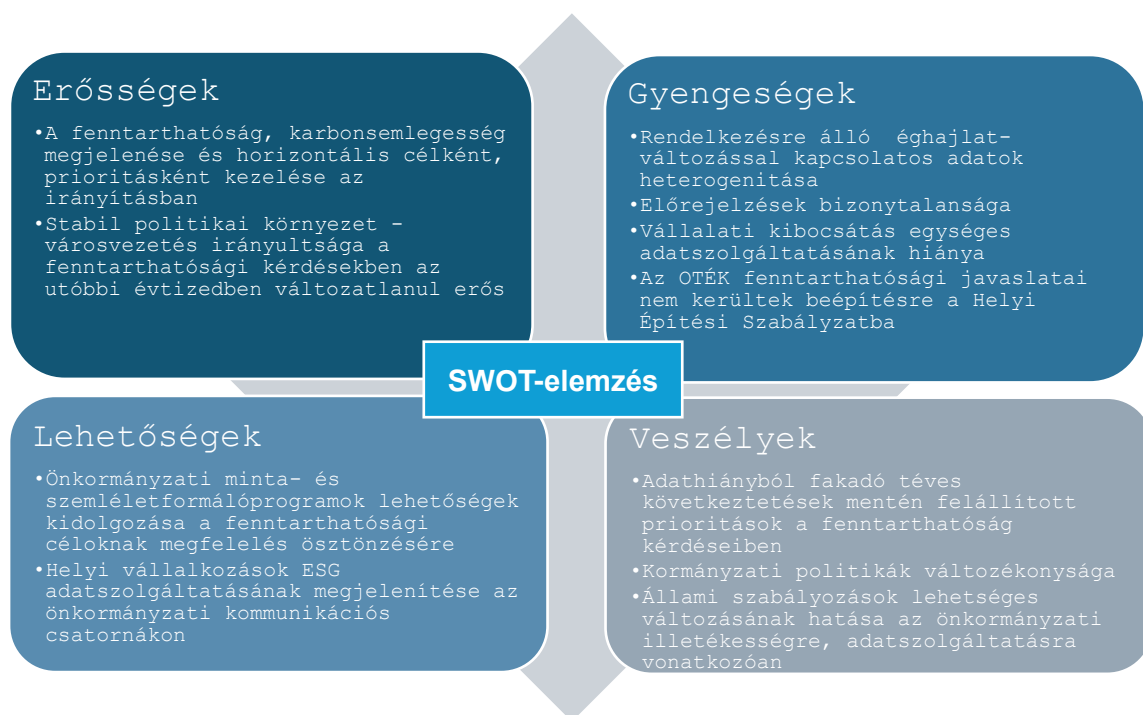 Erősségek
•A fenntarthatóság, karbonsemlegesség
megjelenése és horizontális célként,
prioritásként kezelése az
irányításban
•Stabil politikai környezet -
városvezetés irányultsága a
fenntarthatósági kérdésekben az
utóbbi évtizedben változatlanul erős
Gyengeségek
•Rendelkezésre álló éghajlat-
változással kapcsolatos adatok
heterogenitása
•Előrejelzések bizonytalansága
•Vállalati kibocsátás egységes
adatszolgáltatásának hiánya
•Az OTÉK fenntarthatósági javaslatai
nem kerültek beépítésre a Helyi
Építési Szabályzatba
SWOT-elemzés
Lehetőségek
•Önkormányzati minta- és
szemléletformálóprogramok lehetőségek
kidolgozása a fenntarthatósági
céloknak megfelelés ösztönzésére
•Helyi vállalkozások ESG
adatszolgáltatásának megjelenítése az
önkormányzati kommunikációs
csatornákon
Veszélyek
•Adathiányból fakadó téves
következtetések mentén felállított
prioritások a fenntarthatóság
kérdéseiben
•Kormányzati politikák változékonysága
•Állami szabályozások lehetséges
változásának hatása az önkormányzati
illetékességre, adatszolgáltatásra
vonatkozóan